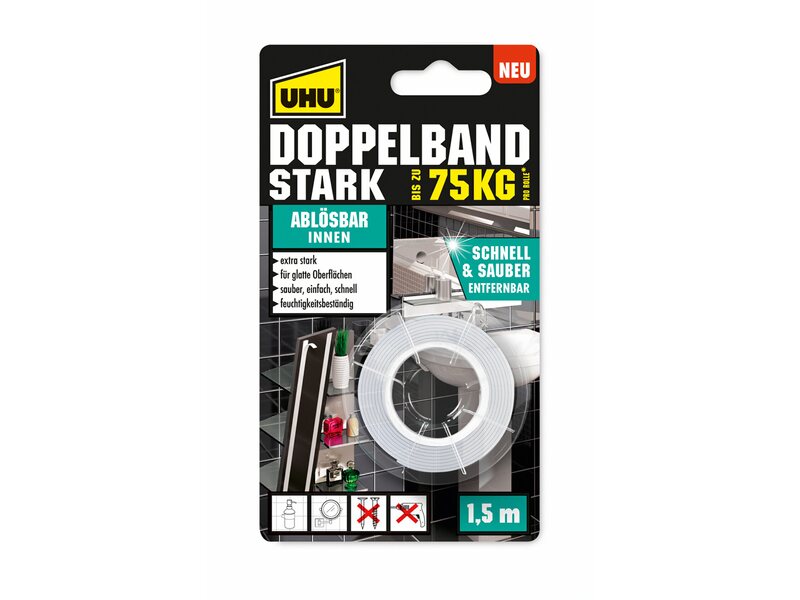 NEU
UHU®
DOPPELBAND
STARK BIS ZU 75KG PRO ROLLE*
ABLÖSBAR
INNEN
extra stark
für glatte Oberflächen
sauber, einfach, schnell
feuchtigkeitsbeständig
SCHNELL
& SAUBER
ENTFERNBAR
1,5 m